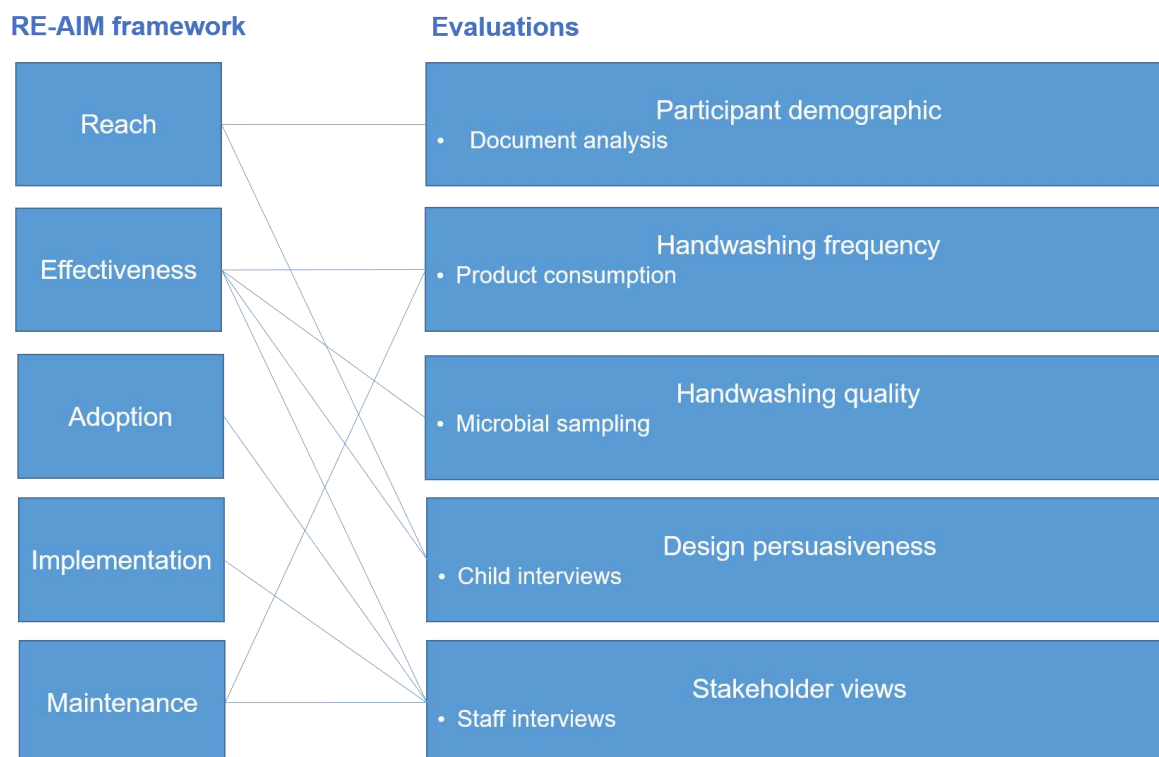 RE-AIM framework
Evaluations
Reach
Participant demographic
• Document analysis
Effectiveness
Handwashing frequency
• Product consumption
Adoption
Handwashing quality
• Microbial sampling
Implementation
Design persuasiveness
• Child interviews
Maintenance
Stakeholder views
• Staff interviews